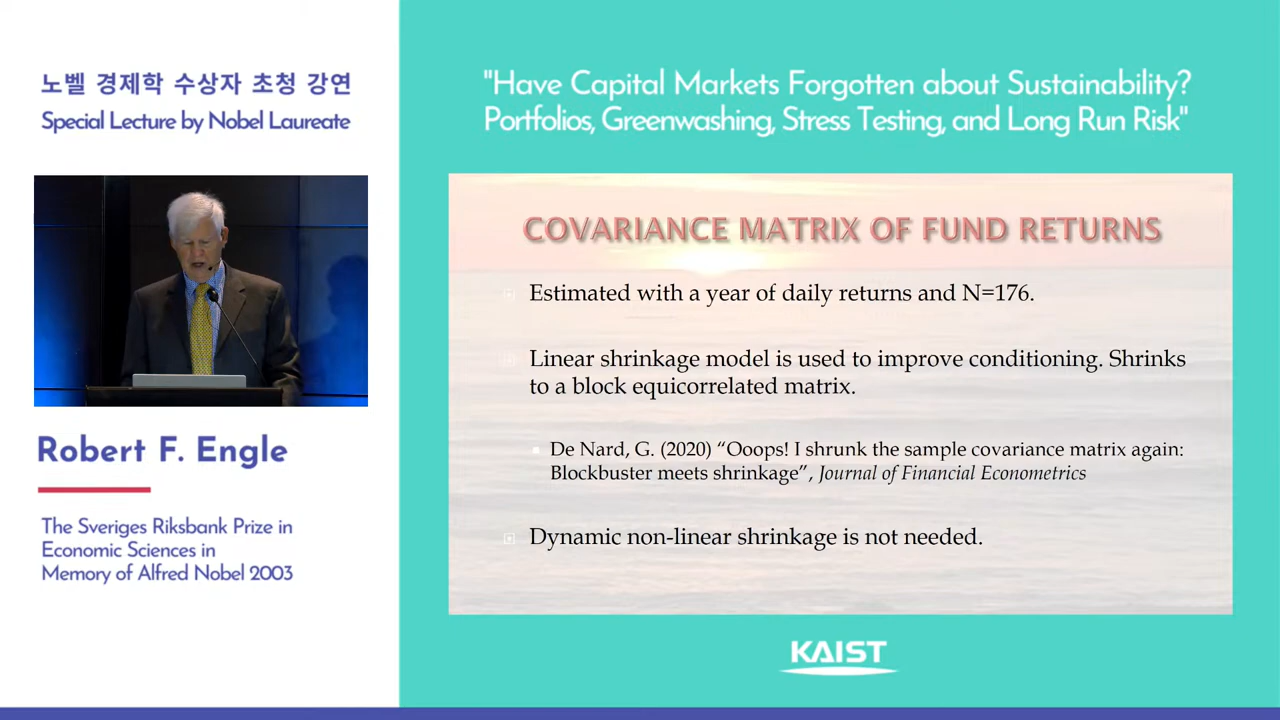 노벨 경제학 수상자 초청 강연
Special Lecture by Nobel Laureate
Robert F. Engle
The Sveriges Riksbank Prize in
Economic Sciences in
Memory of Alfred Nobel 2003
"Have Capital Markets Forgotten about Sustainability?
Portfolios, Greenwashing, Stress Testing, and Long Run Risk"
COVARIANCE MATRIX OF FUND RETURNS
Estimated with a year of daily returns and N=176.
Linear shrinkage model is used to improve conditioning. Shrinks
to a block equicorrelated matrix.
De Nard, G. (2020) “Ooops! I shrunk the sample covariance matrix again:
Blockbuster meets shrinkage”, Journal of Financial Econometrics
Dynamic non-linear shrinkage is not needed.
KAIST